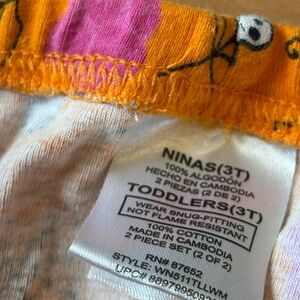 NINAS(3T)
100% ALGODÓN
HECHO EN CAMBODIA
2 PIEZAS (2 DE 2)
TODDLERS(3T)
WEAR SNUG-FITTING
NOT FLAME RESISTANT
100% COTTON
MADE IN CAMBODIA
2 PIECE SET (2 OF 2)
RN# 87652
STYLE: WN511TLLWM
UPC#